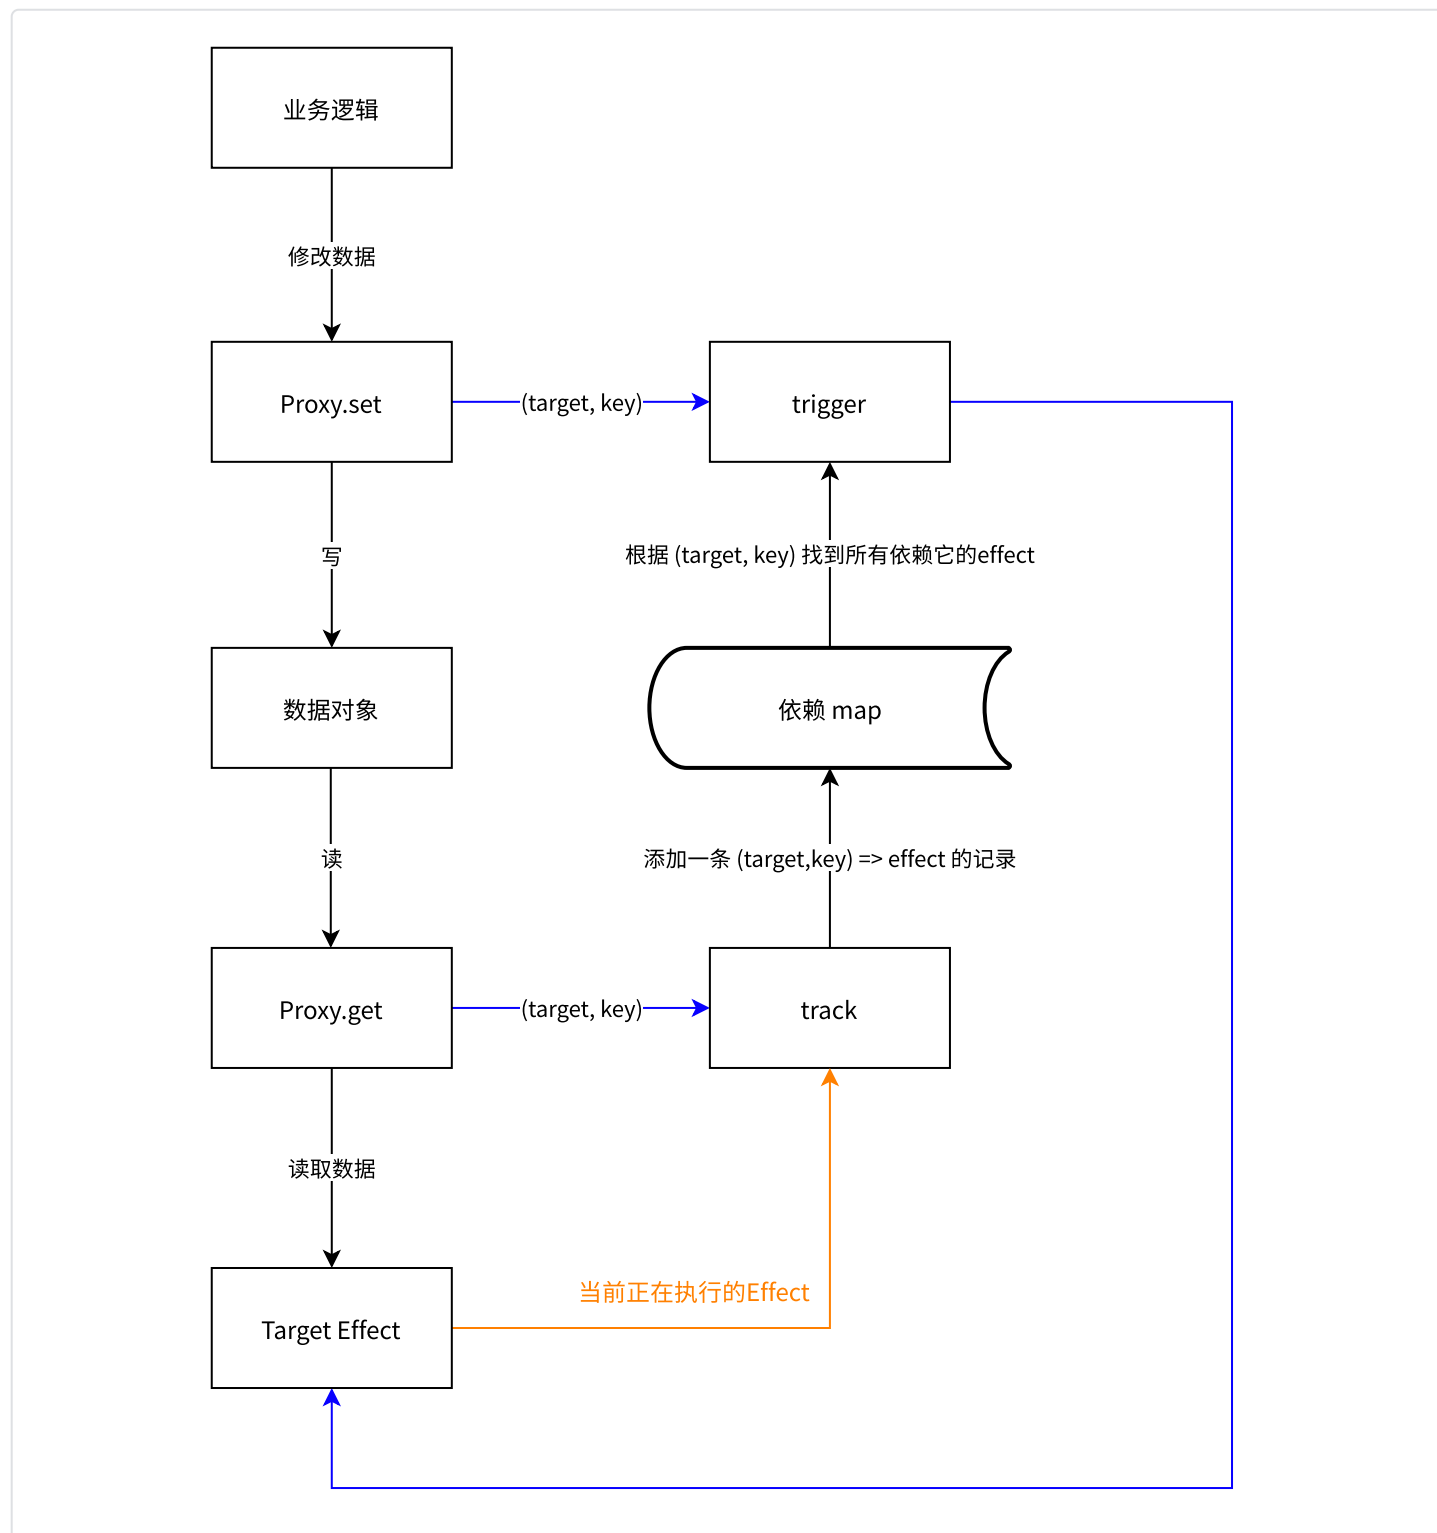 业务逻辑
修改数据
Proxy.set
(target, key)
trigger
写
根据 (target, key) 找到所有依赖它的effect
数据对象
依赖 map
读
添加一条 (target,key) => effect 的记录
Proxy.get
(target, key)
track
读取数据
当前正在执行的Effect
Target Effect